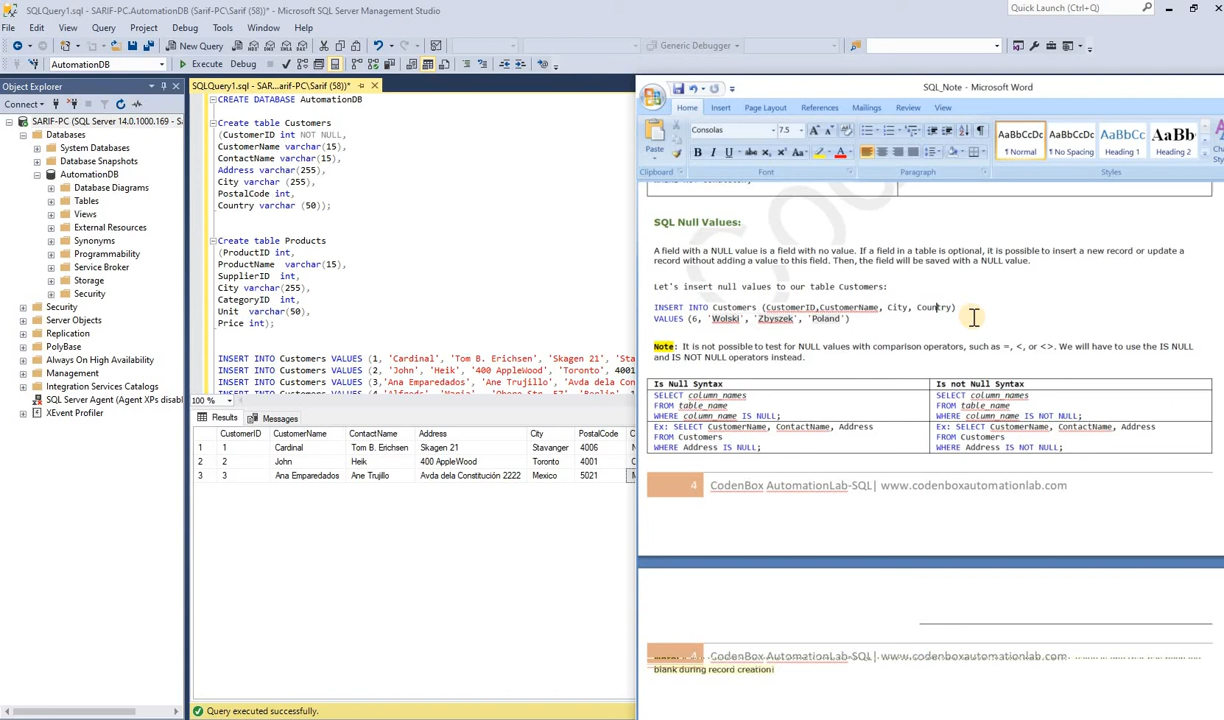 SQLQuery1.sql - SARIF-PC.AutomationDB (Sarif-PC\Sarif (58))* - Microsoft SQL Server Management Studio
Quick Launch (Ctrl+Q)
File Edit View Query Project Debug Tools Window Help
New Query
Generic Debugger
AutomationDB
Execute Debug
Object Explorer
Connect
SARIF-PC (SQL Server 14.0.1000.169 - SARIF-PC\Sarif)
Databases
System Databases
Database Snapshots
AutomationDB
Database Diagrams
Tables
Views
External Resources
Synonyms
Programmability
Service Broker
Storage
Security
Security
Server Objects
Replication
PolyBase
Always On High Availability
Management
Integration Services Catalogs
SQL Server Agent (Agent XPs disabled)
XEvent Profiler
SQLQuery1.sql - SAR...arif-PC\Sarif (58))*
CREATE DATABASE AutomationDB
Create table Customers
(CustomerID int NOT NULL,
CustomerName varchar(15),
ContactName varchar(15),
Address varchar(255),
City varchar (255),
PostalCode int,
Country varchar (50));
Create table Products
(ProductID int,
ProductName varchar(15),
SupplierID int,
City varchar(255),
CategoryID int,
Unit varchar(50),
Price int);
INSERT INTO Customers VALUES (1, 'Cardinal', 'Tom B. Erichsen', 'Skagen 21', 'Sta
INSERT INTO Customers VALUES (2, 'John', 'Heik', '400 AppleWood', 'Toronto', 4001
INSERT INTO Customers VALUES (3,'Ana Emparedados', 'Ane Trujillo', 'Avda dela Con
100 %
Results Messages
CustomerID CustomerName ContactName Address City PostalCode C
1 1 Cardinal Tom B. Erichsen Skagen 21 Stavanger 4006 N
2 2 John Heik 400 AppleWood Toronto 4001
3 3 Ana Emparedados Ane Trujillo Avda dela Constitución 2222 Mexico 5021 M
Query executed successfully.
SQL_Note - Microsoft Word
Home Insert Page Layout References Mailings Review View
Paste
Consolas 7.5
AaBbCcDc AaBbCcDc AaBbCc AaBb
¶ Normal ¶ No Spacing Heading 1 Heading 2
Clipboard Font Paragraph Styles
SQL Null Values:
A field with a NULL value is a field with no value. If a field in a table is optional, it is possible to insert a new record or update a
record without adding a value to this field. Then, the field will be saved with a NULL value.
Let's insert null values to our table Customers:
INSERT INTO Customers (CustomerID,CustomerName, City, Country)
VALUES (6, 'Wolski', 'Zbyszek', 'Poland')
Note: It is not possible to test for NULL values with comparison operators, such as =, <, or <>. We will have to use the IS NULL
and IS NOT NULL operators instead.
Is Null Syntax Is not Null Syntax
SELECT column_names SELECT column_names
FROM table_name FROM table_name
WHERE column_name IS NULL; WHERE column_name IS NOT NULL;
Ex: SELECT CustomerName, ContactName, Address Ex: SELECT CustomerName, ContactName, Address
FROM Customers FROM Customers
WHERE Address IS NULL; WHERE Address IS NOT NULL;
4 CodenBox AutomationLab-SQL| www.codenboxautomationlab.com
4 CodenBox AutomationLab-SQL| www.codenboxautomationlab.com
blank during record creation!